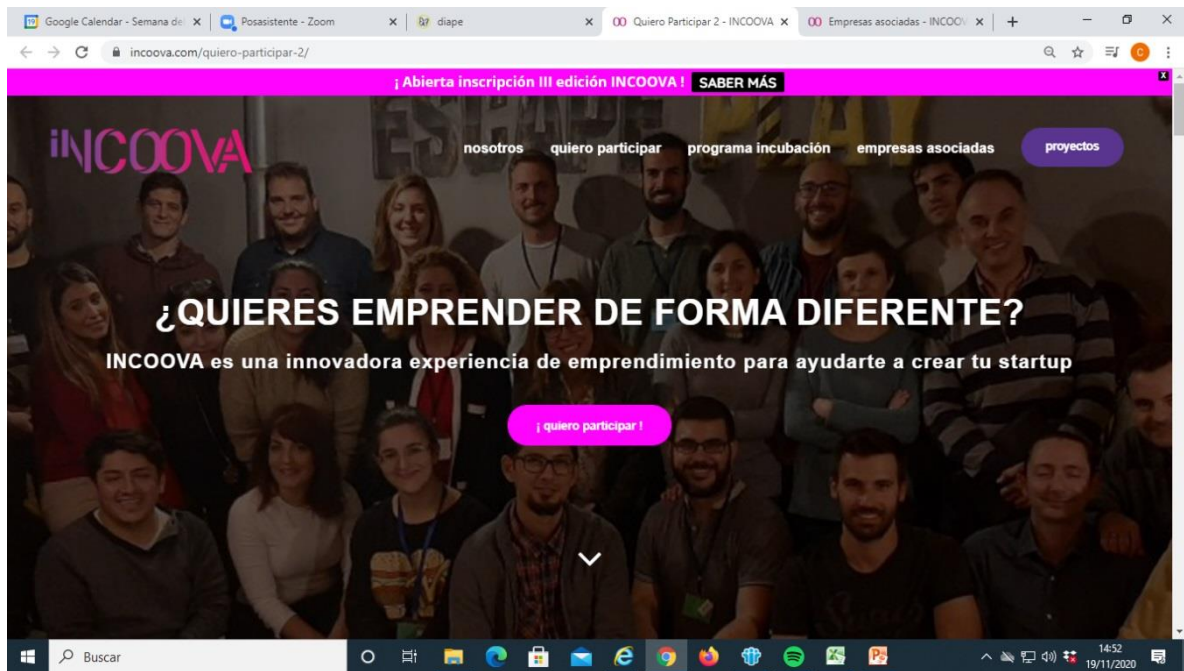 Google Calendar - Semana de
Posasistente - Zoom
diape
Quiero Participar 2 - INCOOVA
Empresas asociadas - INCOOV
incoova.com/quiero-participar-2/
C
¡ Abierta inscripción III edición INCOOVA ! SABER MÁS
X
ESCAPE PLAY
iNCOOVA
nosotros quiero participar programa incubación empresas asociadas proyectos
¿QUIERES EMPRENDER DE FORMA DIFERENTE?
INCOOVA es una innovadora experiencia de emprendimiento para ayudarte a crear tu startup
¡ quiero participar !
Buscar
14:52
19/11/2020